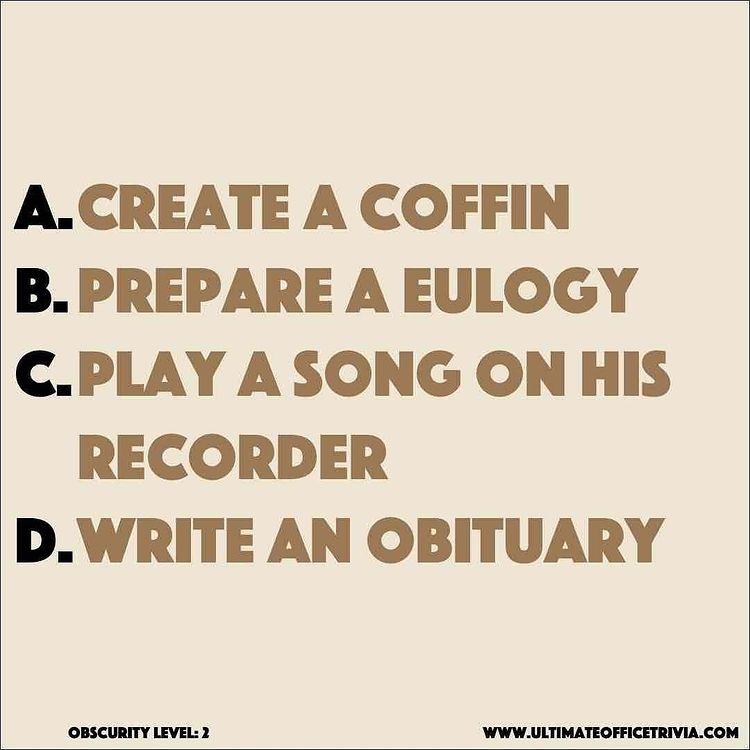 A. CREATE A COFFIN
B. PREPARE A EULOGY
C. PLAY A SONG ON HIS
RECORDER
D. WRITE AN OBITUARY
OBSCURITY LEVEL: 2
WWW.ULTIMATEOFFICETRIVIA.COM